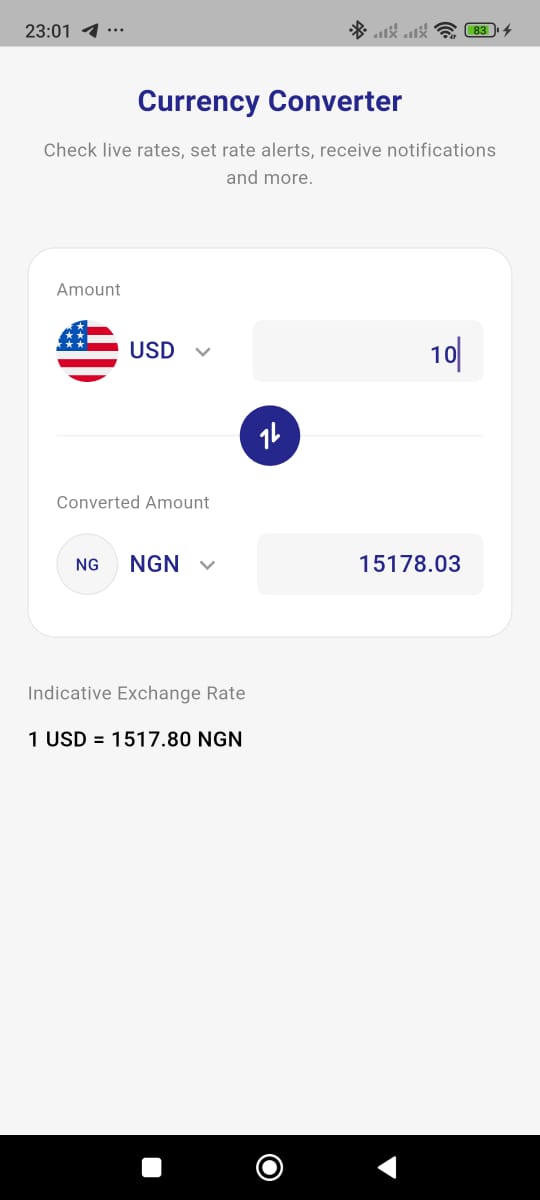 23:01
83
Currency Converter
Check live rates, set rate alerts, receive notifications
and more.
Amount
USD
10
Converted Amount
NG
NGN
15178.03
Indicative Exchange Rate
1 USD = 1517.80 NGN